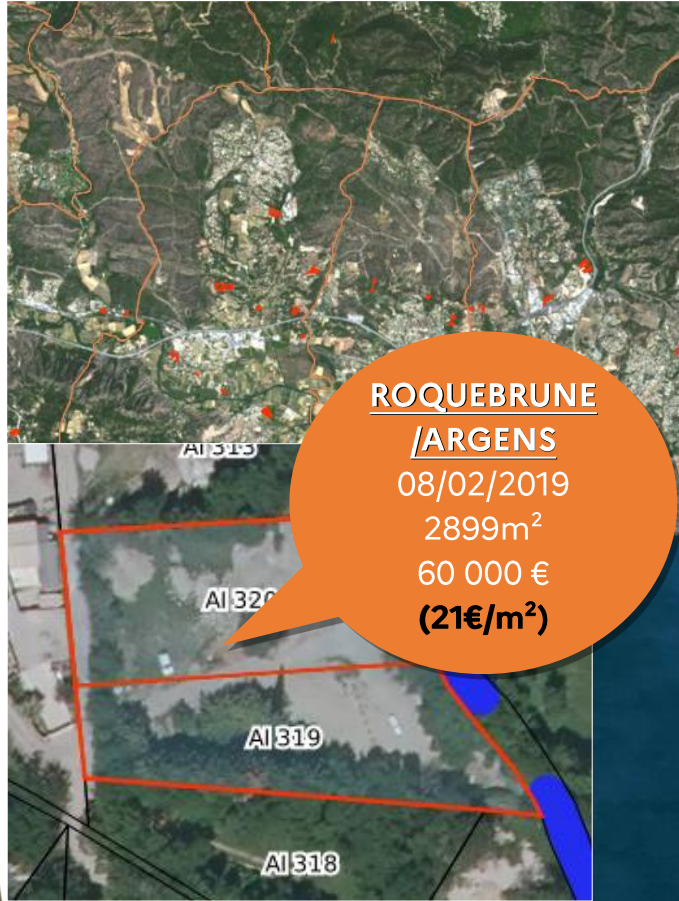 ROQUEBRUNE
/ARGENS
08/02/2019
2899m²
60 000 €
(21€/m²)
AI 313
AI 320
AI 319
AI 318